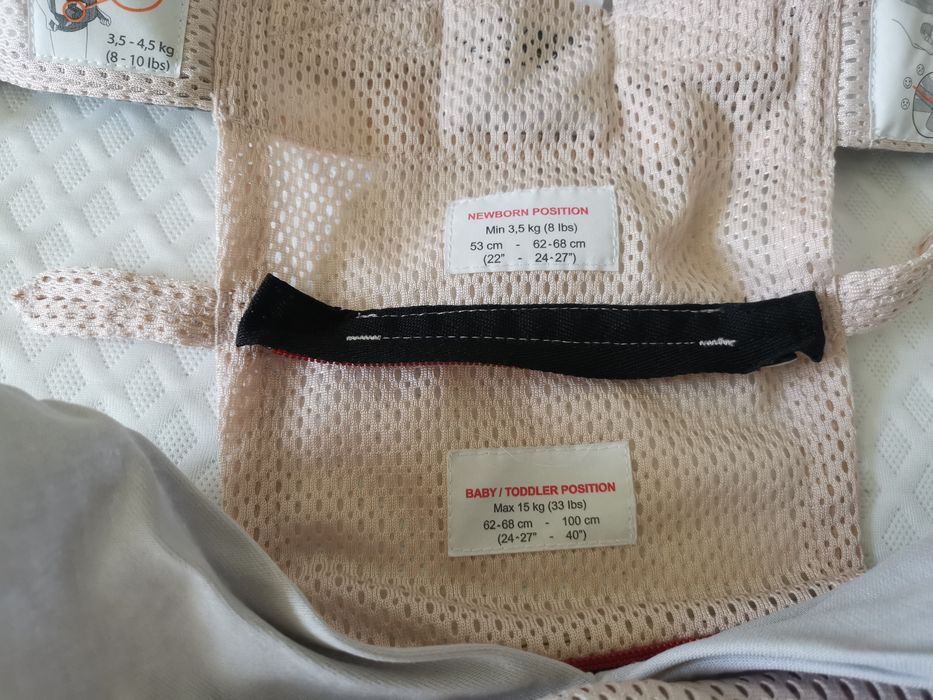 3,5 - 4,5 kg
(8 - 10 lbs)
NEWBORN POSITION
Min 3,5 kg (8 lbs)
53 cm - 62-68 cm
(22" - 24-27")
BABY / TODDLER POSITION
Max 15 kg (33 lbs)
62-68 cm - 100 cm
(24-27" - 40")